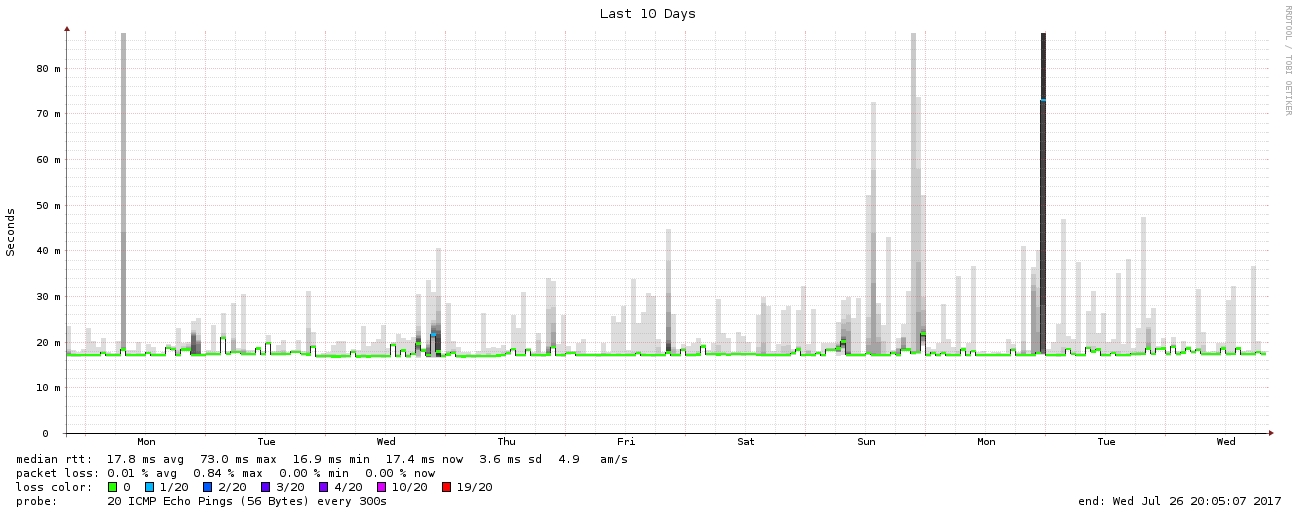 Last 10 Days
RRDTOOL / TOBI OETIKER
Seconds
80 m
70 m
60 m
50 m
40 m
30 m
20 m
10 m
0
Mon Tue Wed Thu Fri Sat Sun Mon Tue Wed
median rtt: 17.8 ms avg 73.0 ms max 16.9 ms min 17.4 ms now 3.6 ms sd 4.9 am/s
packet loss: 0.01 % avg 0.84 % max 0.00 % min 0.00 % now
loss color: 0 1/20 2/20 3/20 4/20 10/20 19/20
probe: 20 ICMP Echo Pings (56 Bytes) every 300s end: Wed Jul 26 20:05:07 2017